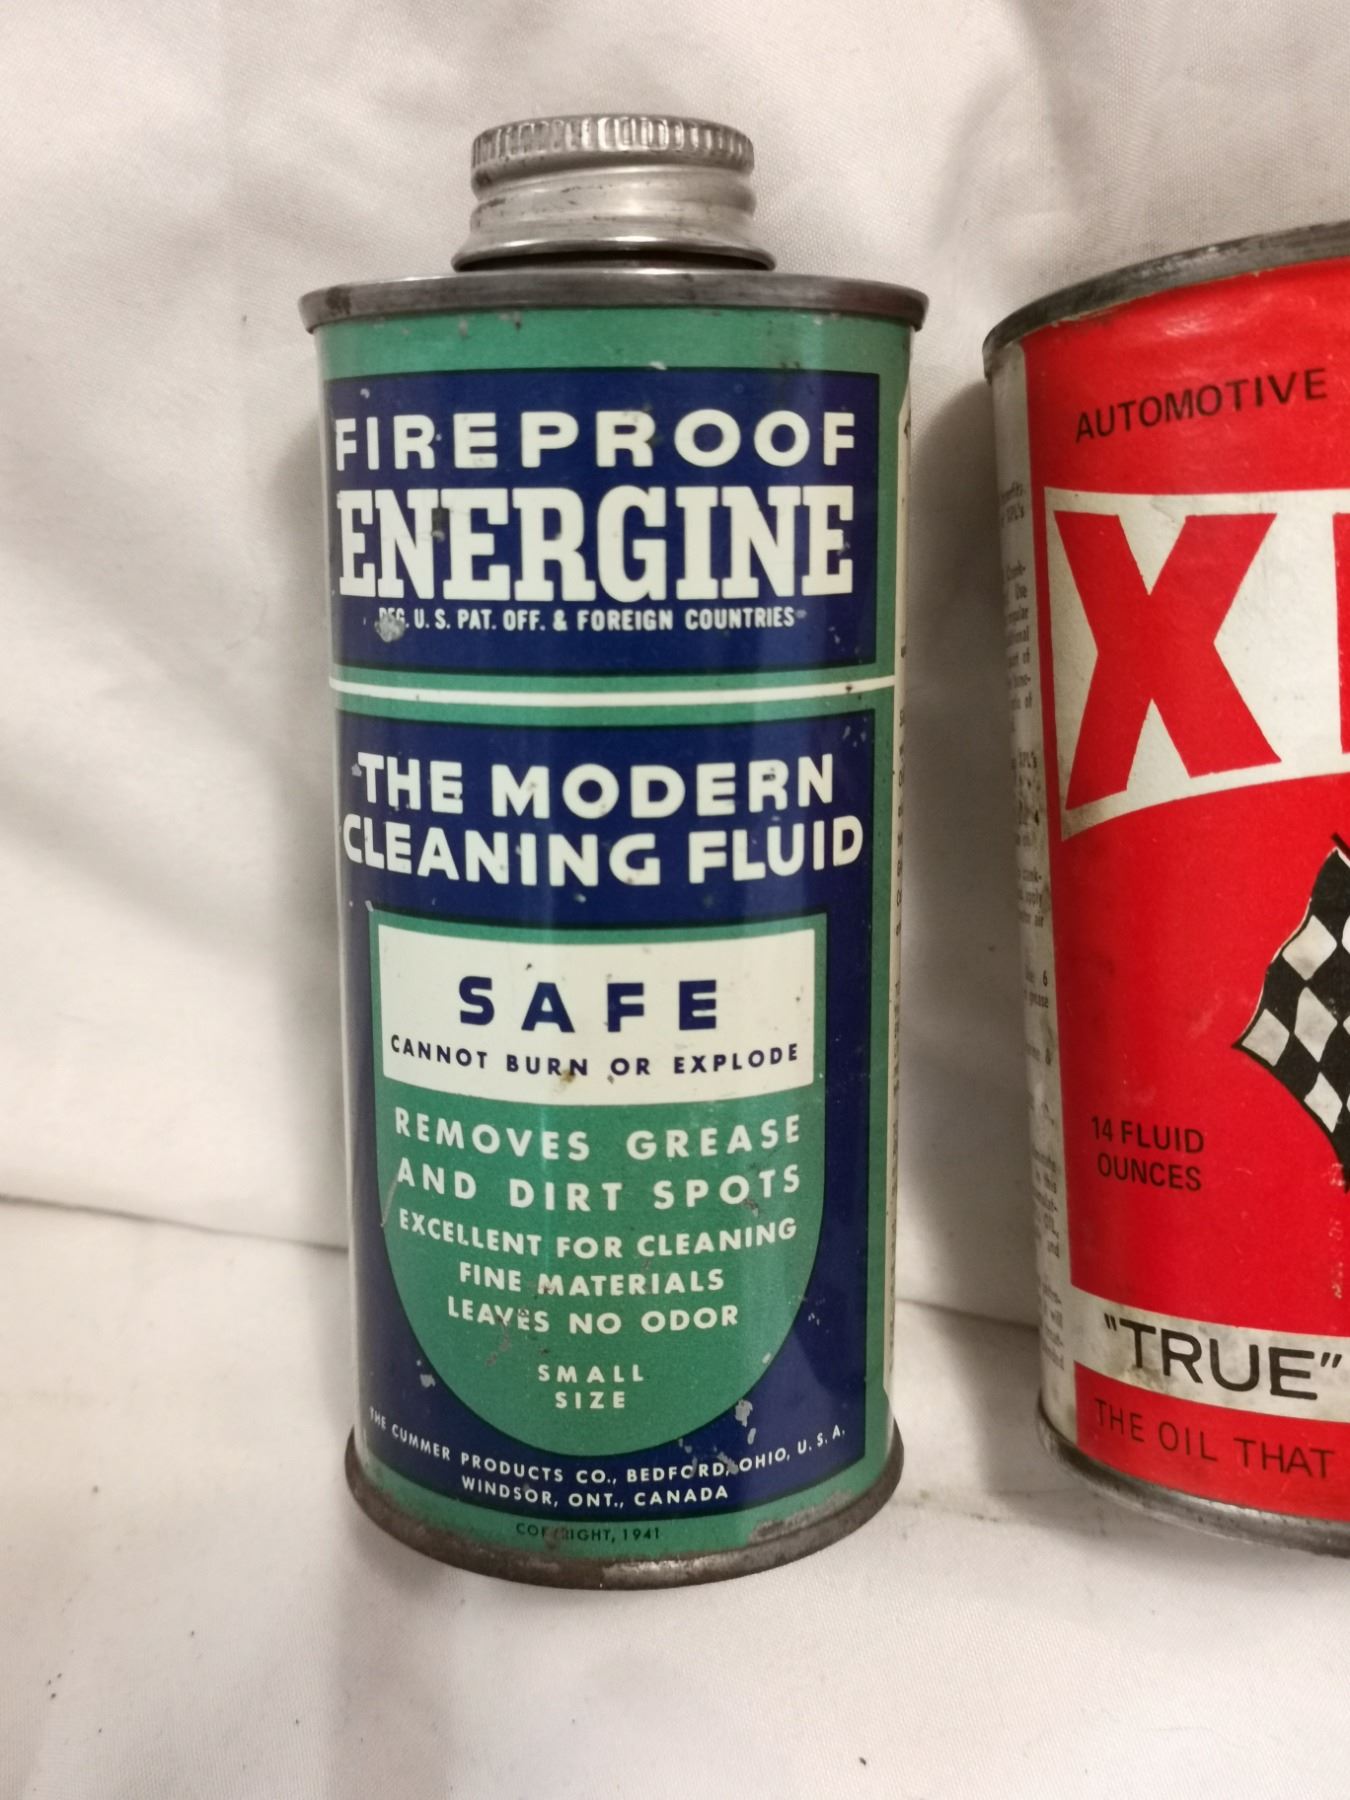 FIREPROOF
ENERGINE
REG. U. S. PAT. OFF. & FOREIGN COUNTRIES
THE MODERN
CLEANING FLUID
SAFE
CANNOT BURN OR EXPLODE
REMOVES GREASE
AND DIRT SPOTS
EXCELLENT FOR CLEANING
FINE MATERIALS
LEAVES NO ODOR
SMALL
SIZE
THE CUMMER PRODUCTS CO., BEDFORD, OHIO, U. S. A.
WINDSOR, ONT., CANADA
COPYRIGHT, 1941
AUTOMOTIVE
X
14 FLUID
OUNCES
"TRUE"
THE OIL THAT